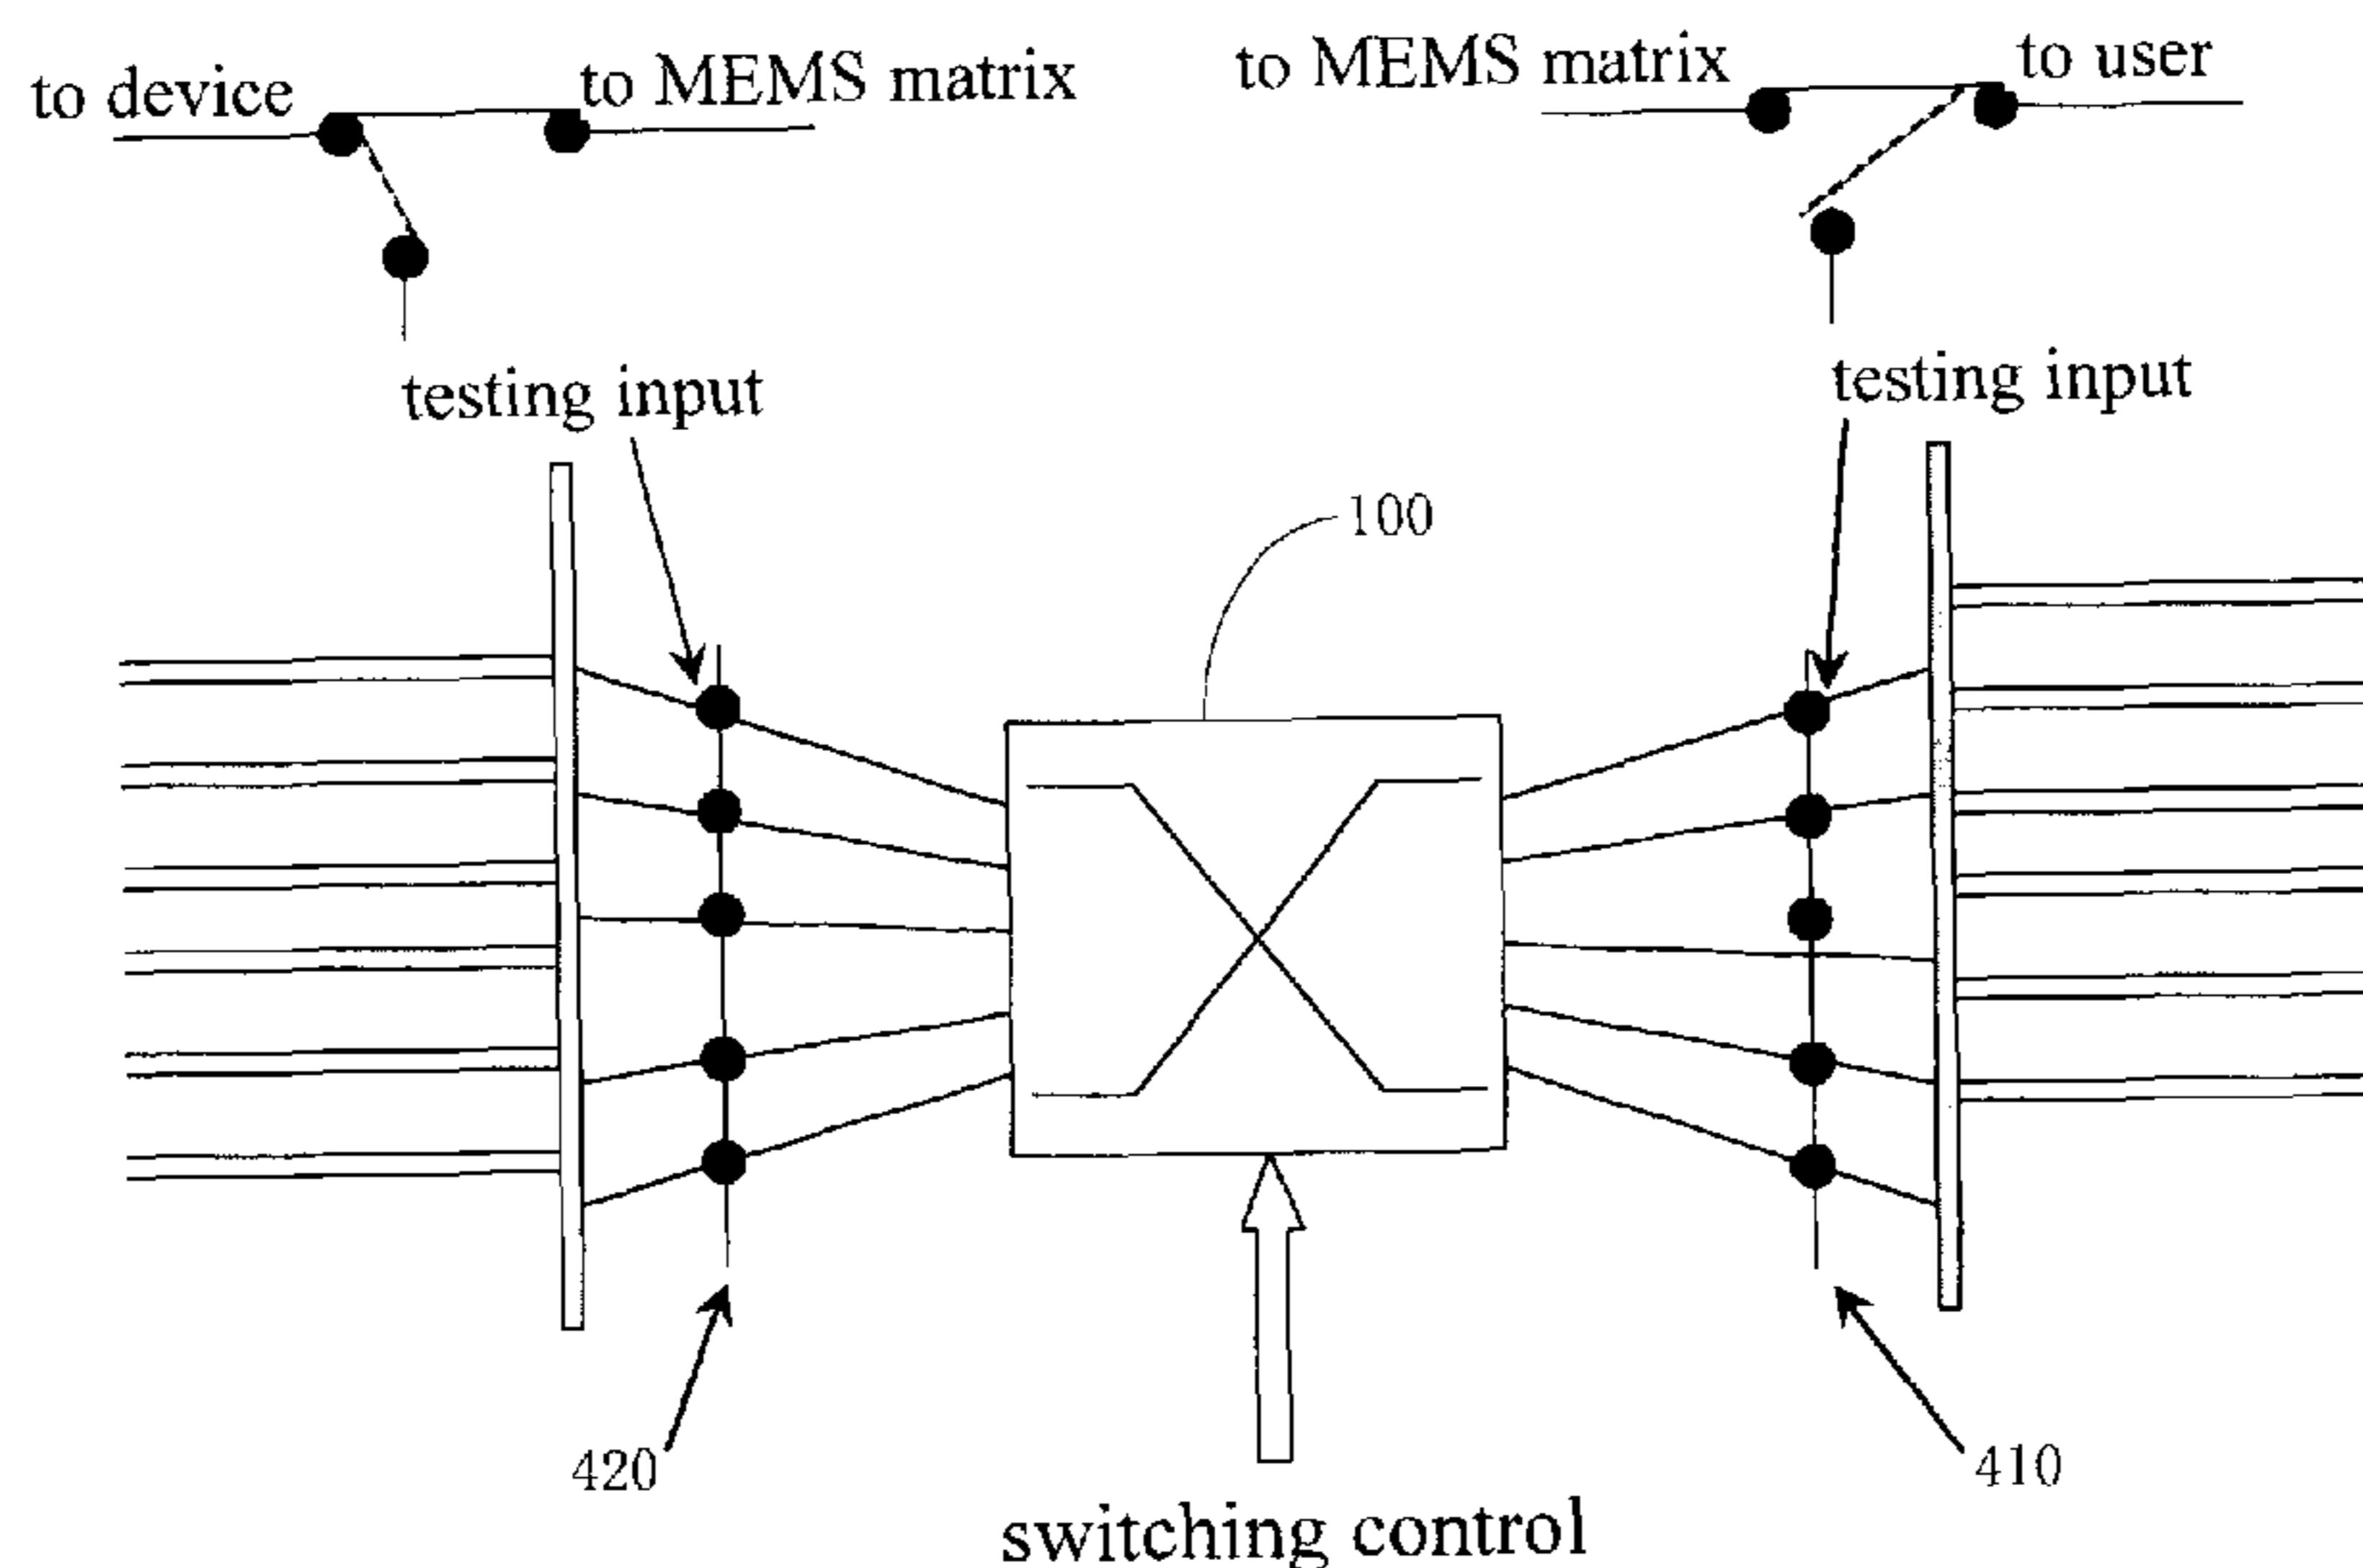 to device
to MEMS matrix
to MEMS matrix
to user
testing input
testing input
100
420
410
switching control